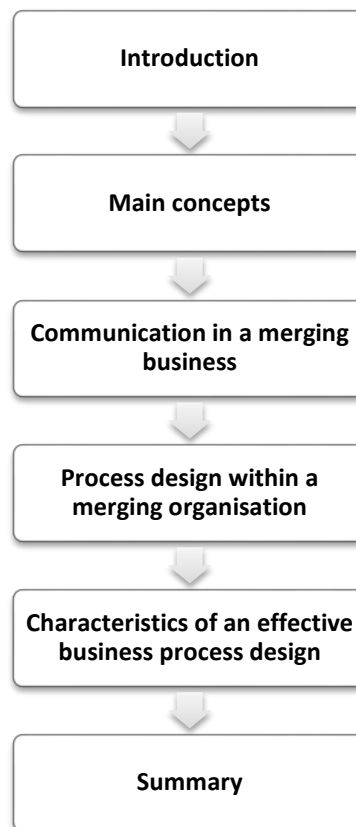 Introduction
Main concepts
Communication in a merging
business
Process design within a
merging organisation
Characteristics of an effective
business process design
Summary